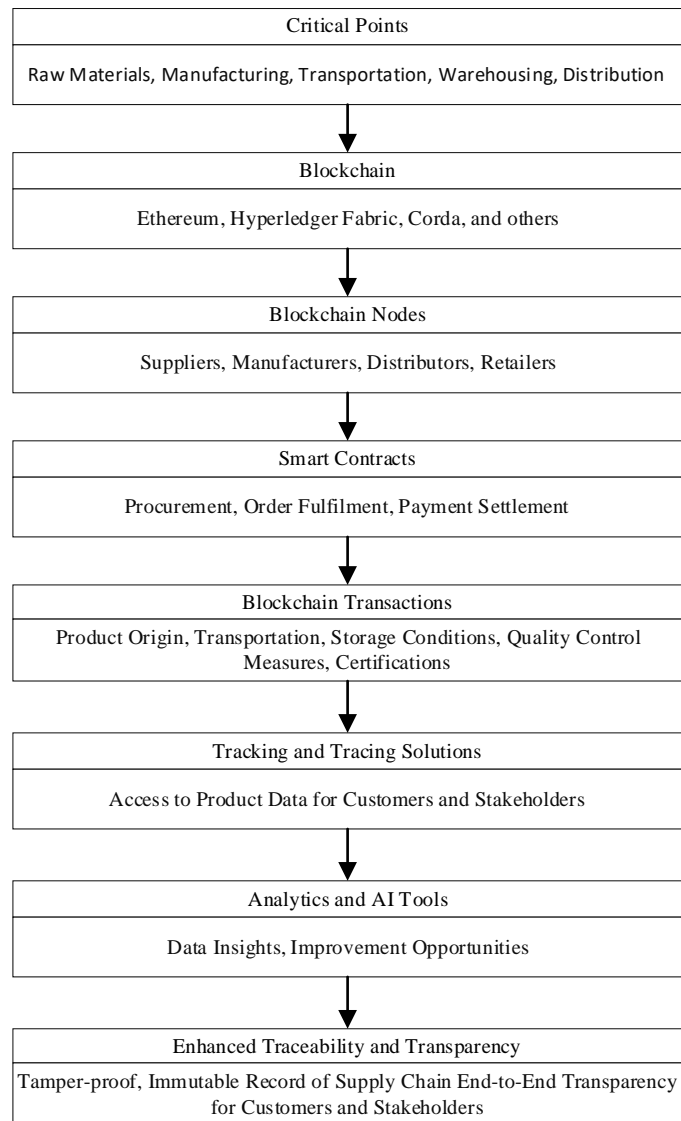 Critical Points
Raw Materials, Manufacturing, Transportation, Warehousing, Distribution
Blockchain
Ethereum, Hyperledger Fabric, Corda, and others
Blockchain Nodes
Suppliers, Manufacturers, Distributors, Retailers
Smart Contracts
Procurement, Order Fulfilment, Payment Settlement
Blockchain Transactions
Product Origin, Transportation, Storage Conditions, Quality Control
Measures, Certifications
Tracking and Tracing Solutions
Access to Product Data for Customers and Stakeholders
Analytics and AI Tools
Data Insights, Improvement Opportunities
Enhanced Traceability and Transparency
Tamper-proof, Immutable Record of Supply Chain End-to-End Transparency
for Customers and Stakeholders